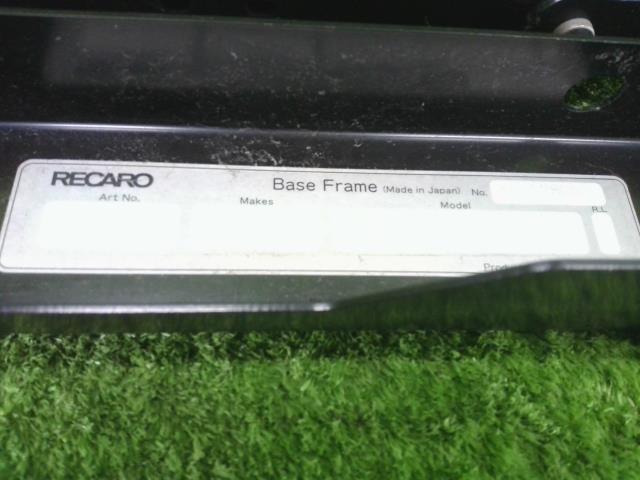 RECARO Base Frame (Made in Japan) No.
Art No. Makes Model R.L